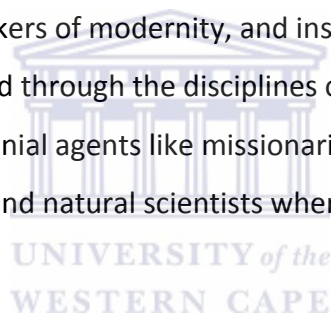 kers of modernity, and ins
d through the disciplines
nial agents like missionari
nd natural scientists when
UNIVERSITY of the
WESTERN CAPE